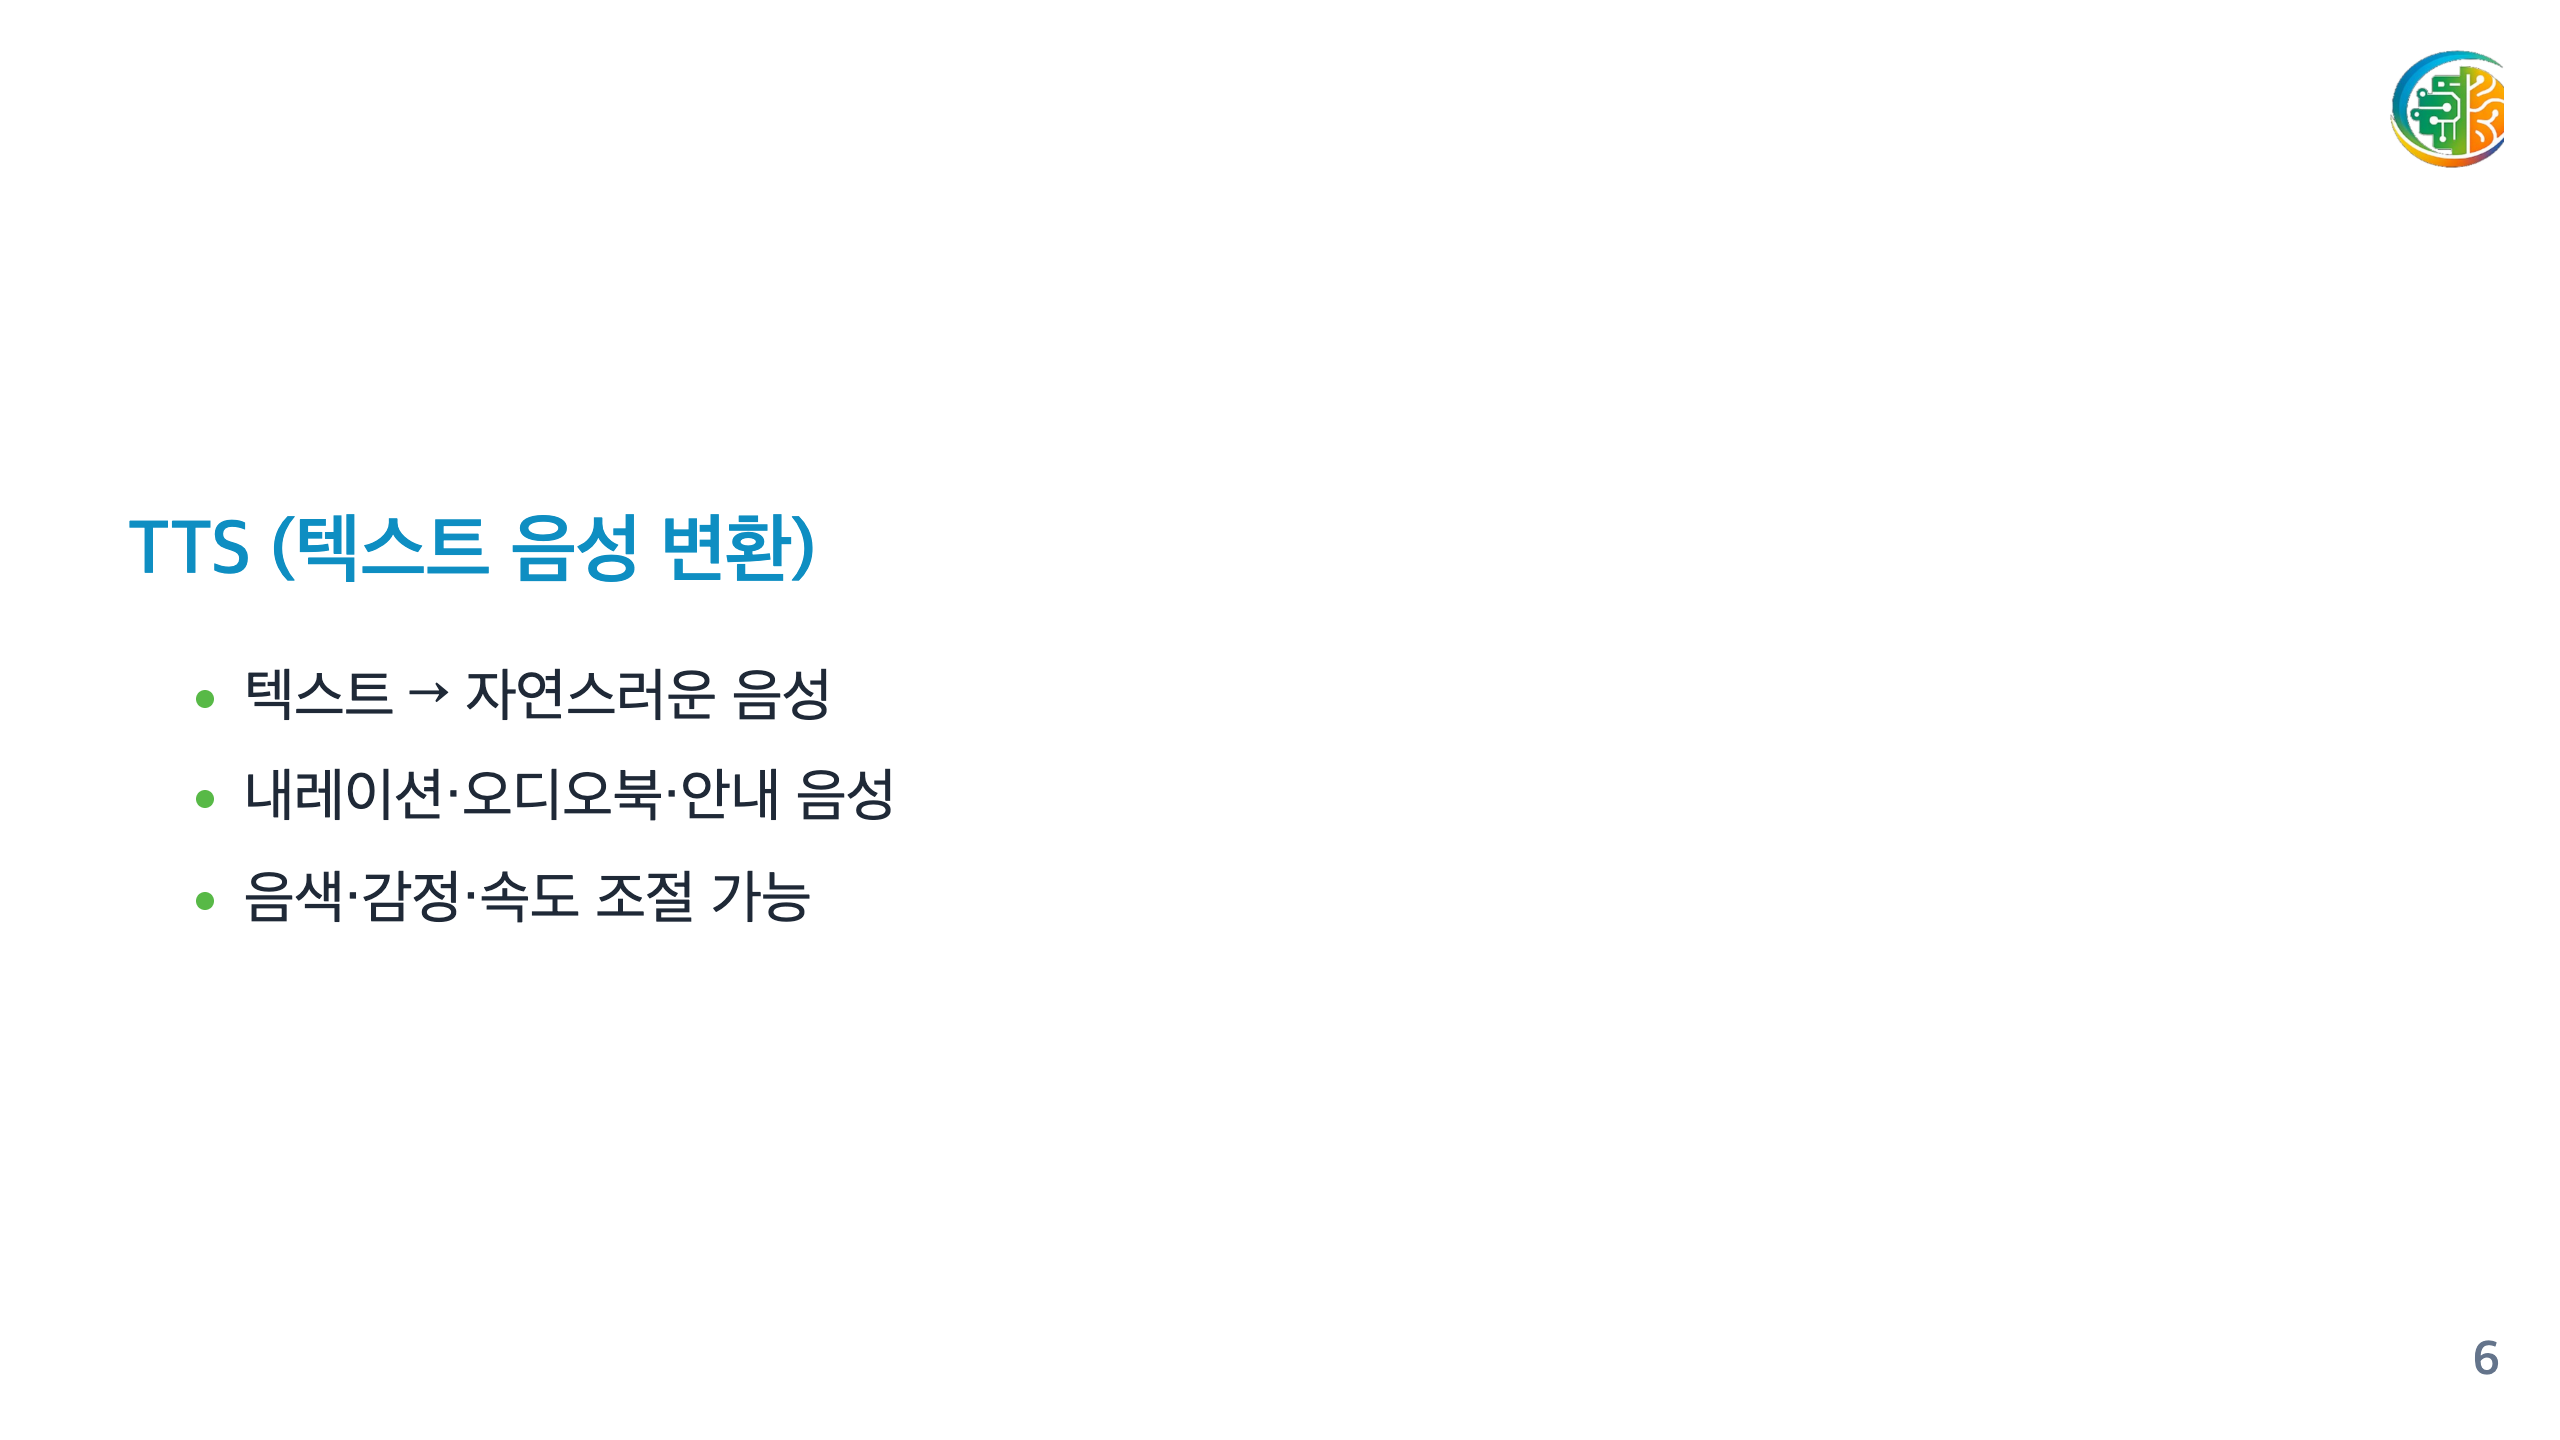 TTS (텍스트 음성 변환)
텍스트 → 자연스러운 음성
내레이션·오디오북·안내 음성
음색·감정·속도 조절 가능
6